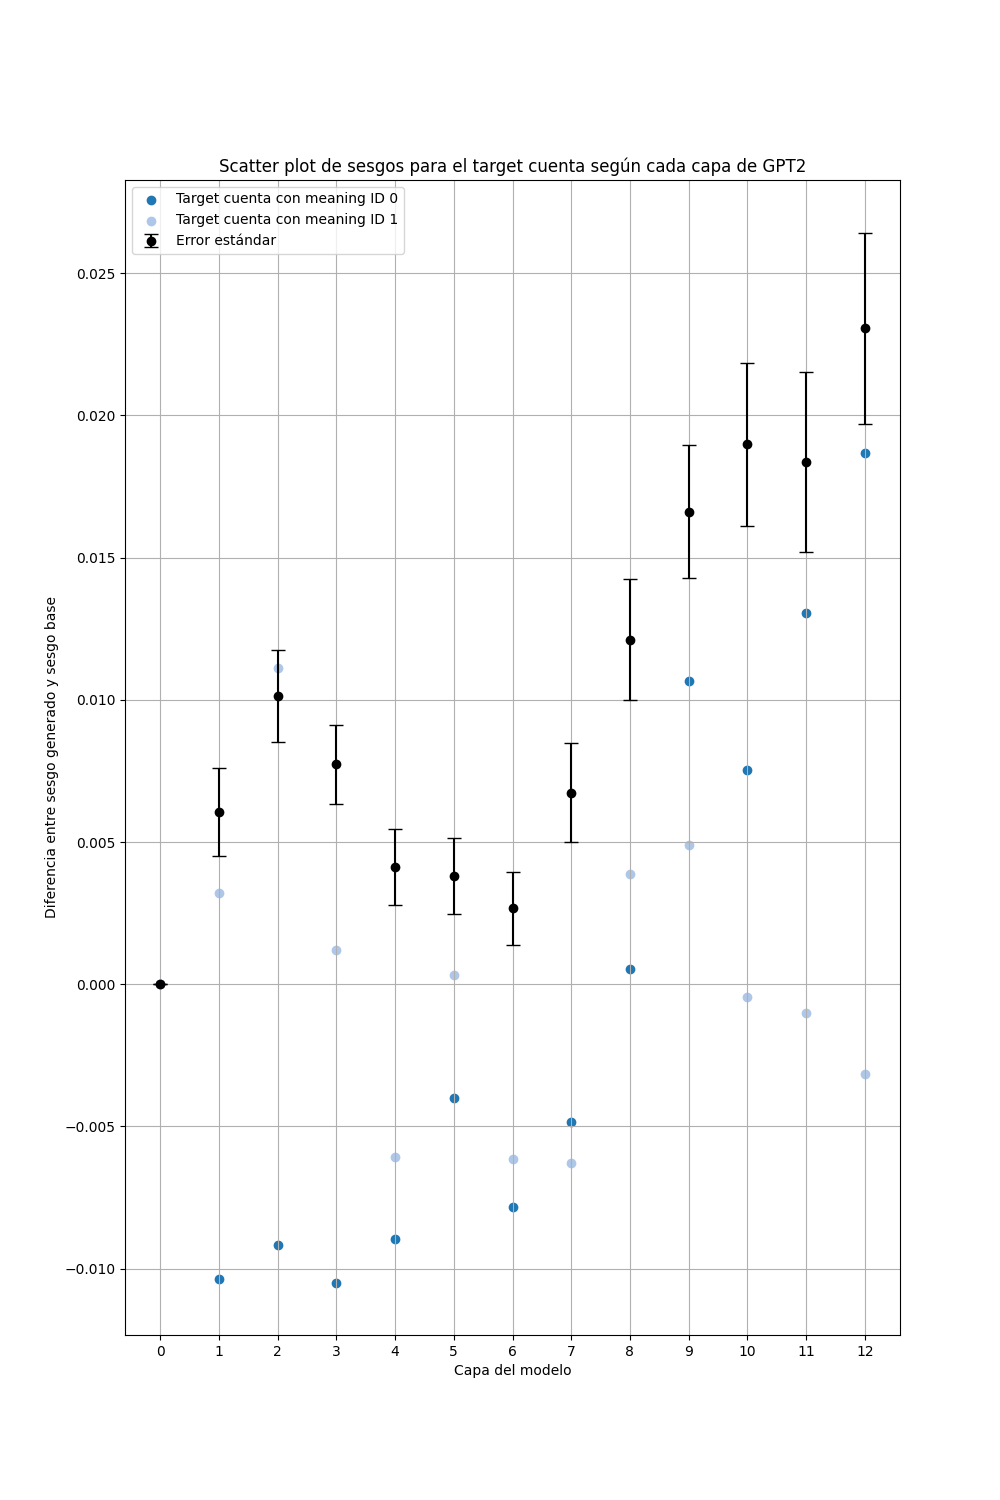 Scatter plot de sesgos para el target cuenta según cada capa de GPT2
Target cuenta con meaning ID 0
Target cuenta con meaning ID 1
Error estándar
Diferencia entre sesgo generado y sesgo base
0.025
0.020
0.015
0.010
0.005
0.000
−0.005
−0.010
0 1 2 3 4 5 6 7 8 9 10 11 12
Capa del modelo